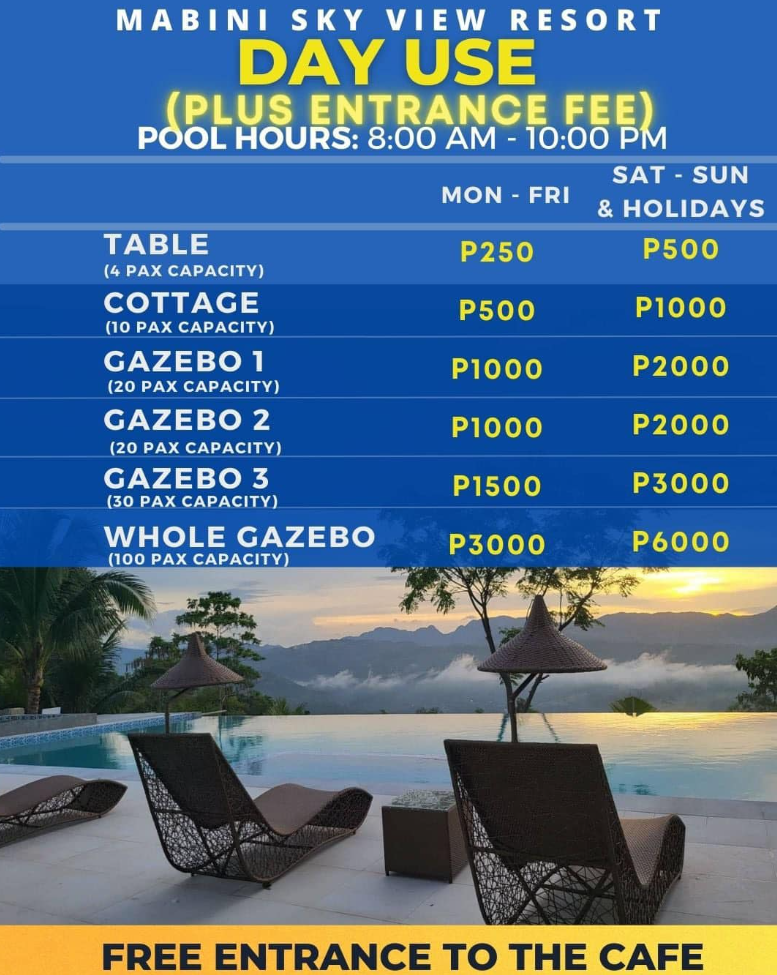 MABINI SKY VIEW RESORT
DAY USE
(PLUS ENTRANCE FEE)
POOL HOURS: 8:00 AM - 10:00 PM
MON - FRI SAT - SUN & HOLIDAYS
TABLE P250 P500
(4 PAX CAPACITY)
COTTAGE P500 P1000
(10 PAX CAPACITY)
GAZEBO 1 P1000 P2000
(20 PAX CAPACITY)
GAZEBO 2 P1000 P2000
(20 PAX CAPACITY)
GAZEBO 3 P1500 P3000
(30 PAX CAPACITY)
WHOLE GAZEBO P3000 P6000
(100 PAX CAPACITY)
FREE ENTRANCE TO THE CAFE